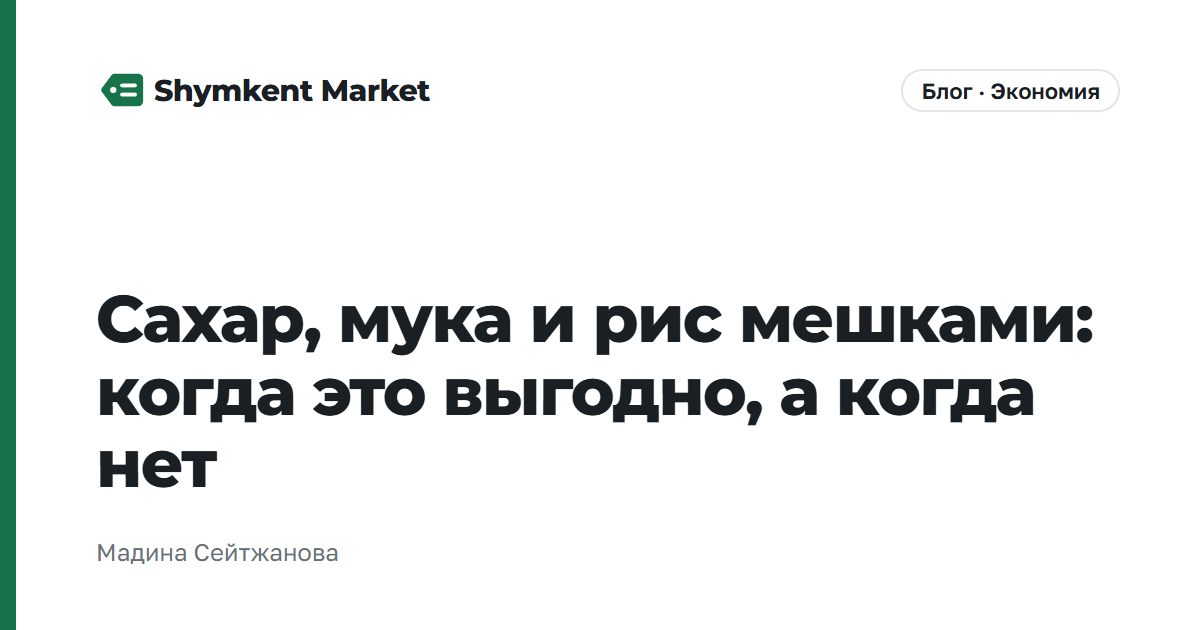 Shymkent Market
Блог · Экономия
Сахар, мука и рис мешками:
когда это выгодно, а когда
нет
Мадина Сейтжанова